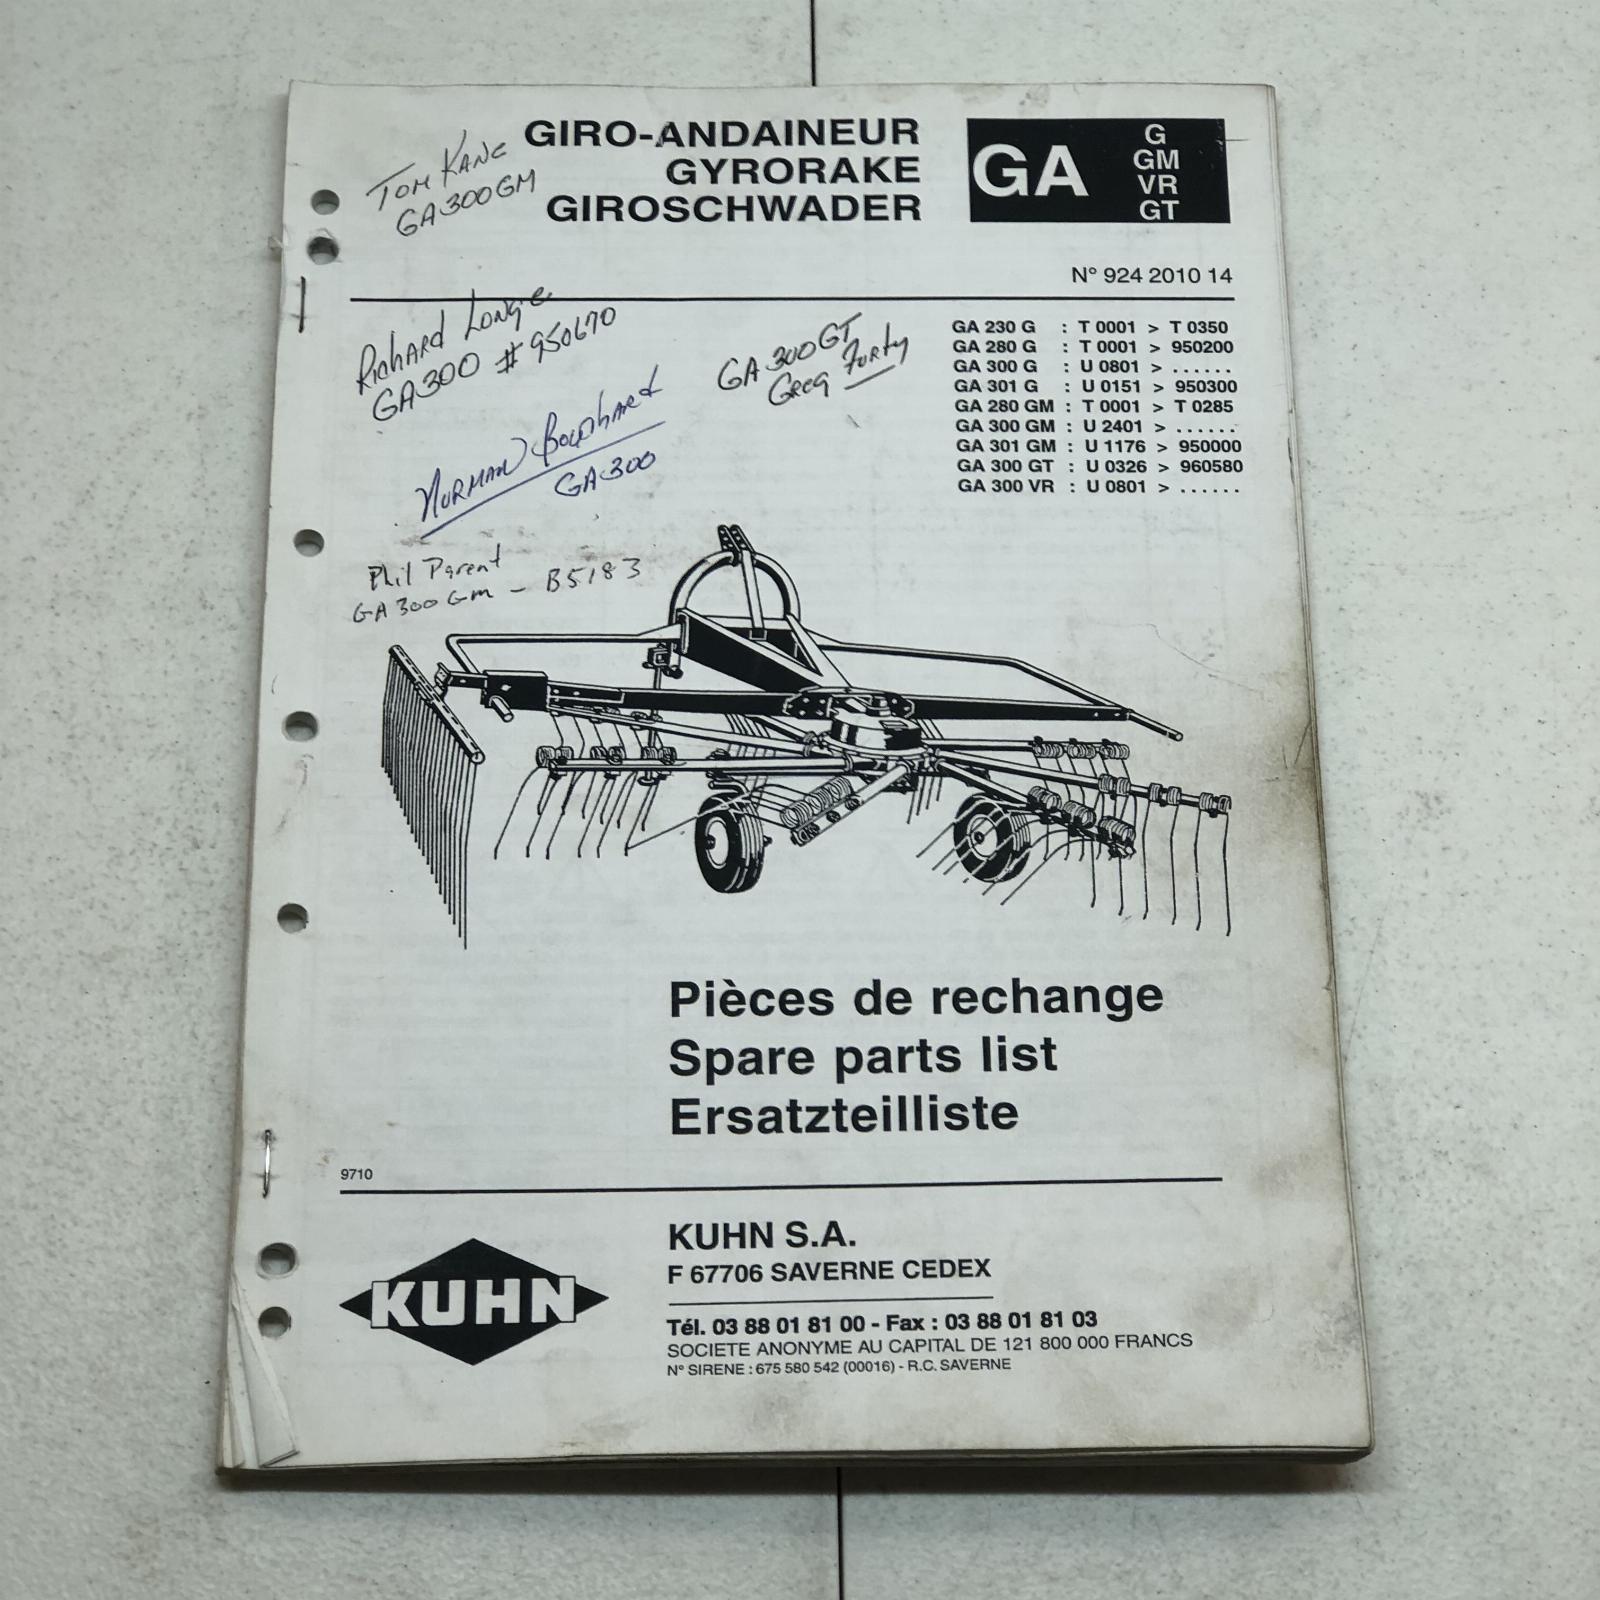 GIRO-ANDAINEUR
GYRORAKE
GIROSCHWADER
GA
G
GM
VR
GT
TOM KANE
GA300GM
N° 924 2010 14
Richard Longe
GA300 # 950670
GA 300GT
Greg Forty
NORMAN
GA300
Phil Parent
GA 300 Gm - B5183
GA 230 G : T 0001 > T 0350
GA 280 G : T 0001 > 950200
GA 300 G : U 0801 > ......
GA 301 G : U 0151 > 950300
GA 280 GM : T 0001 > T 0285
GA 300 GM : U 2401 > ......
GA 301 GM : U 1176 > 950000
GA 300 GT : U 0326 > 960580
GA 300 VR : U 0801 > ......
Pièces de rechange
Spare parts list
Ersatzteilliste
9710
KUHN
KUHN S.A.
F 67706 SAVERNE CEDEX
Tél. 03 88 01 81 00 - Fax : 03 88 01 81 03
SOCIETE ANONYME AU CAPITAL DE 121 800 000 FRANCS
N° SIRENE : 675 580 542 (00016) - R.C. SAVERNE